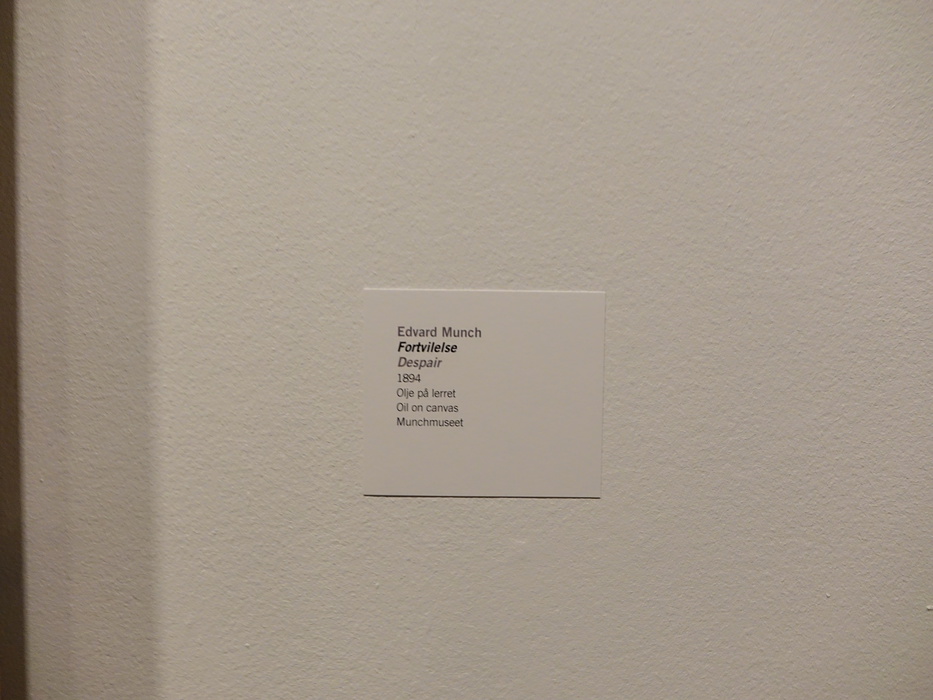 Edvard Munch
Fortvilelse
Despair
1894
Olje på lerret
Oil on canvas
Munchmuseet